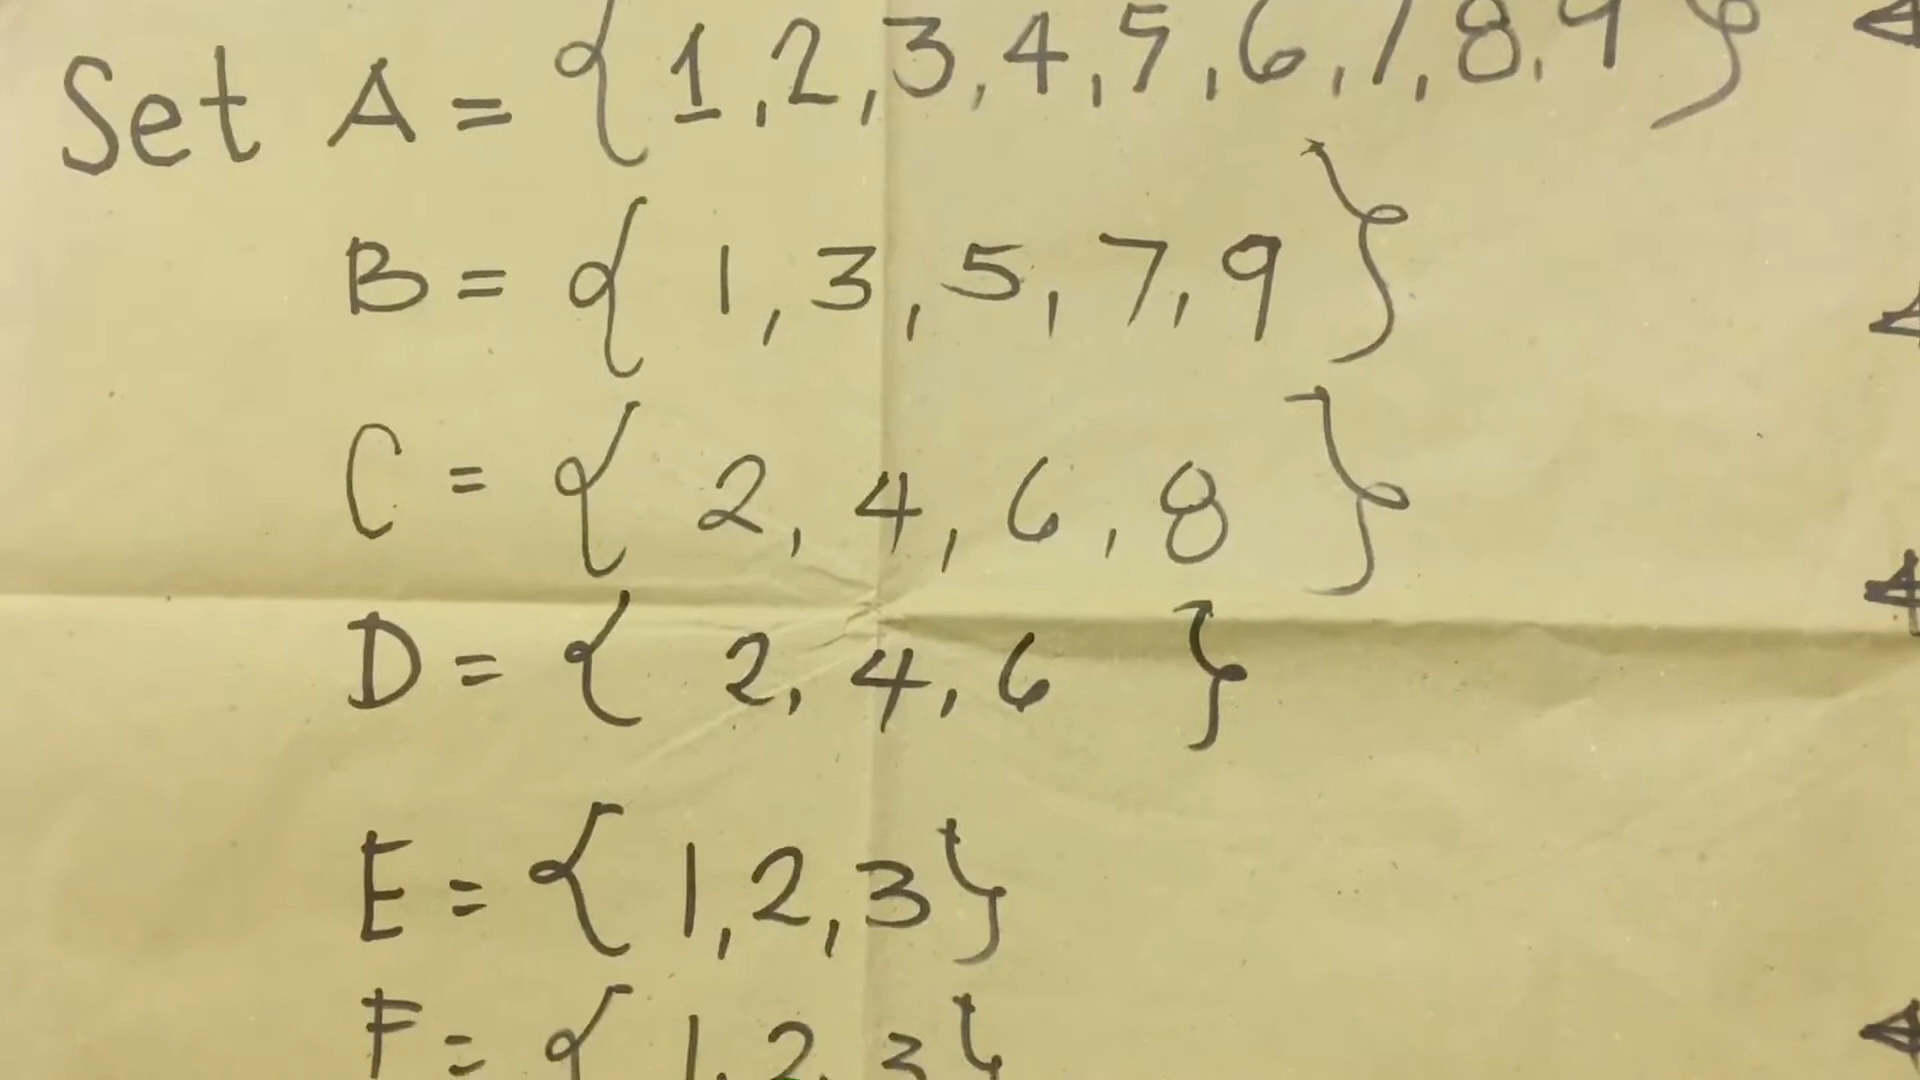 Set A = { 1, 2, 3, 4, 5, 6, 7, 8, 9 }
B = { 1, 3, 5, 7, 9 }
C = { 2, 4, 6, 8 }
D = { 2, 4, 6 }
E = { 1, 2, 3 }
F = { 1, 2, 3 }